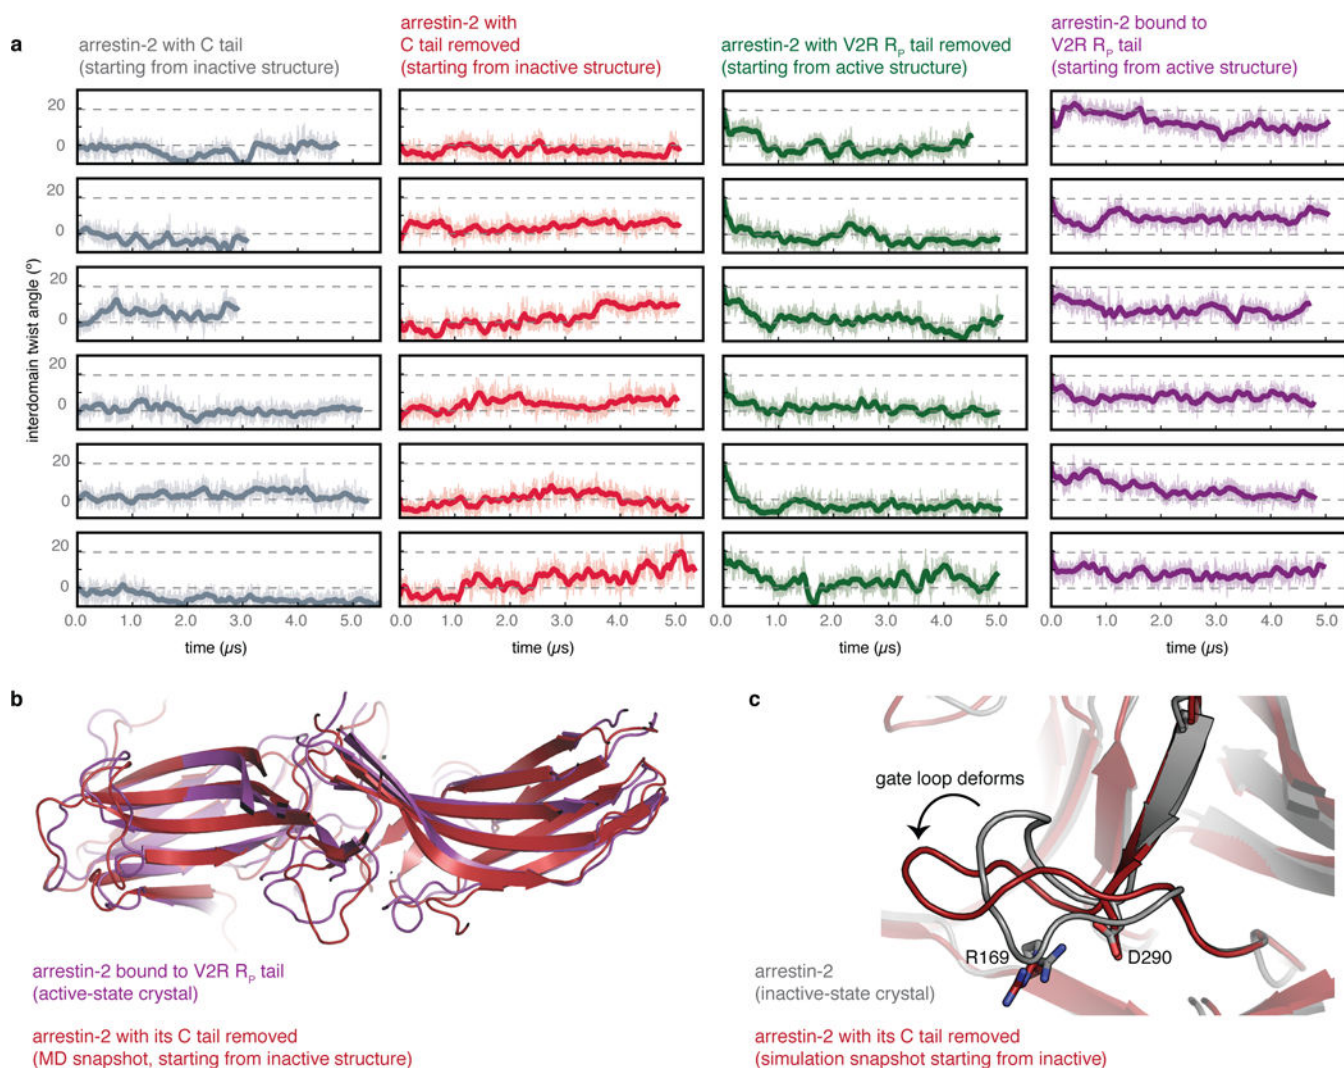 a
arrestin-2 with C tail
(starting from inactive structure)
arrestin-2 with
C tail removed
(starting from inactive structure)
arrestin-2 with V2R Rp tail removed
(starting from active structure)
arrestin-2 bound to
V2R Rp tail
(starting from active structure)
interdomain twist angle (°)
20
0
20
0
20
0
20
0
20
0
20
0
0.0 1.0 2.0 3.0 4.0 5.0
0.0 1.0 2.0 3.0 4.0 5.0
0.0 1.0 2.0 3.0 4.0 5.0
0.0 1.0 2.0 3.0 4.0 5.0
time (µs)
time (µs)
time (µs)
time (µs)
b
arrestin-2 bound to V2R Rp tail
(active-state crystal)
arrestin-2 with its C tail removed
(MD snapshot, starting from inactive structure)
c
gate loop deforms
R169
D290
arrestin-2
(inactive-state crystal)
arrestin-2 with its C tail removed
(simulation snapshot starting from inactive)